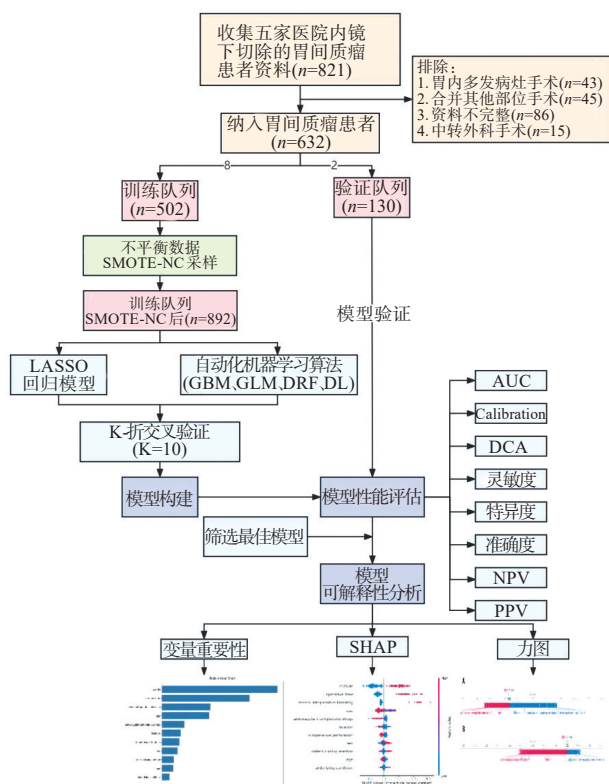 收集五家医院内镜
下切除的胃间质瘤
患者资料(n=821)
排除：
1. 胃内多发病灶手术(n=43)
2. 合并其他部位手术(n=45)
3. 资料不完整(n=86)
4. 中转外科手术(n=15)
纳入胃间质瘤患者
(n=632)
8
2
训练队列
(n=502)
验证队列
(n=130)
不平衡数据
SMOTE-NC采样
训练队列
SMOTE-NC后(n=892)
模型验证
LASSO
回归模型
自动化机器学习算法
(GBM、GLM、DRF、DL)
K-折交叉验证
(K=10)
模型构建
模型性能评估
AUC
Calibration
DCA
灵敏度
特异度
准确度
NPV
PPV
筛选最佳模型
模型
可解释性分析
变量重要性
SHAP
力图
A
B